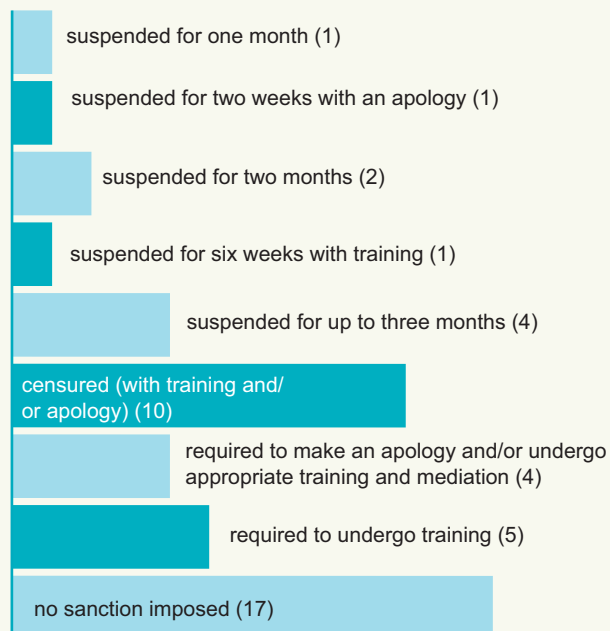 suspended for one month (1)
suspended for two weeks with an apology (1)
suspended for two months (2)
suspended for six weeks with training (1)
suspended for up to three months (4)
censured (with training and/
or apology) (10)
required to make an apology and/or undergo
appropriate training and mediation (4)
required to undergo training (5)
no sanction imposed (17)